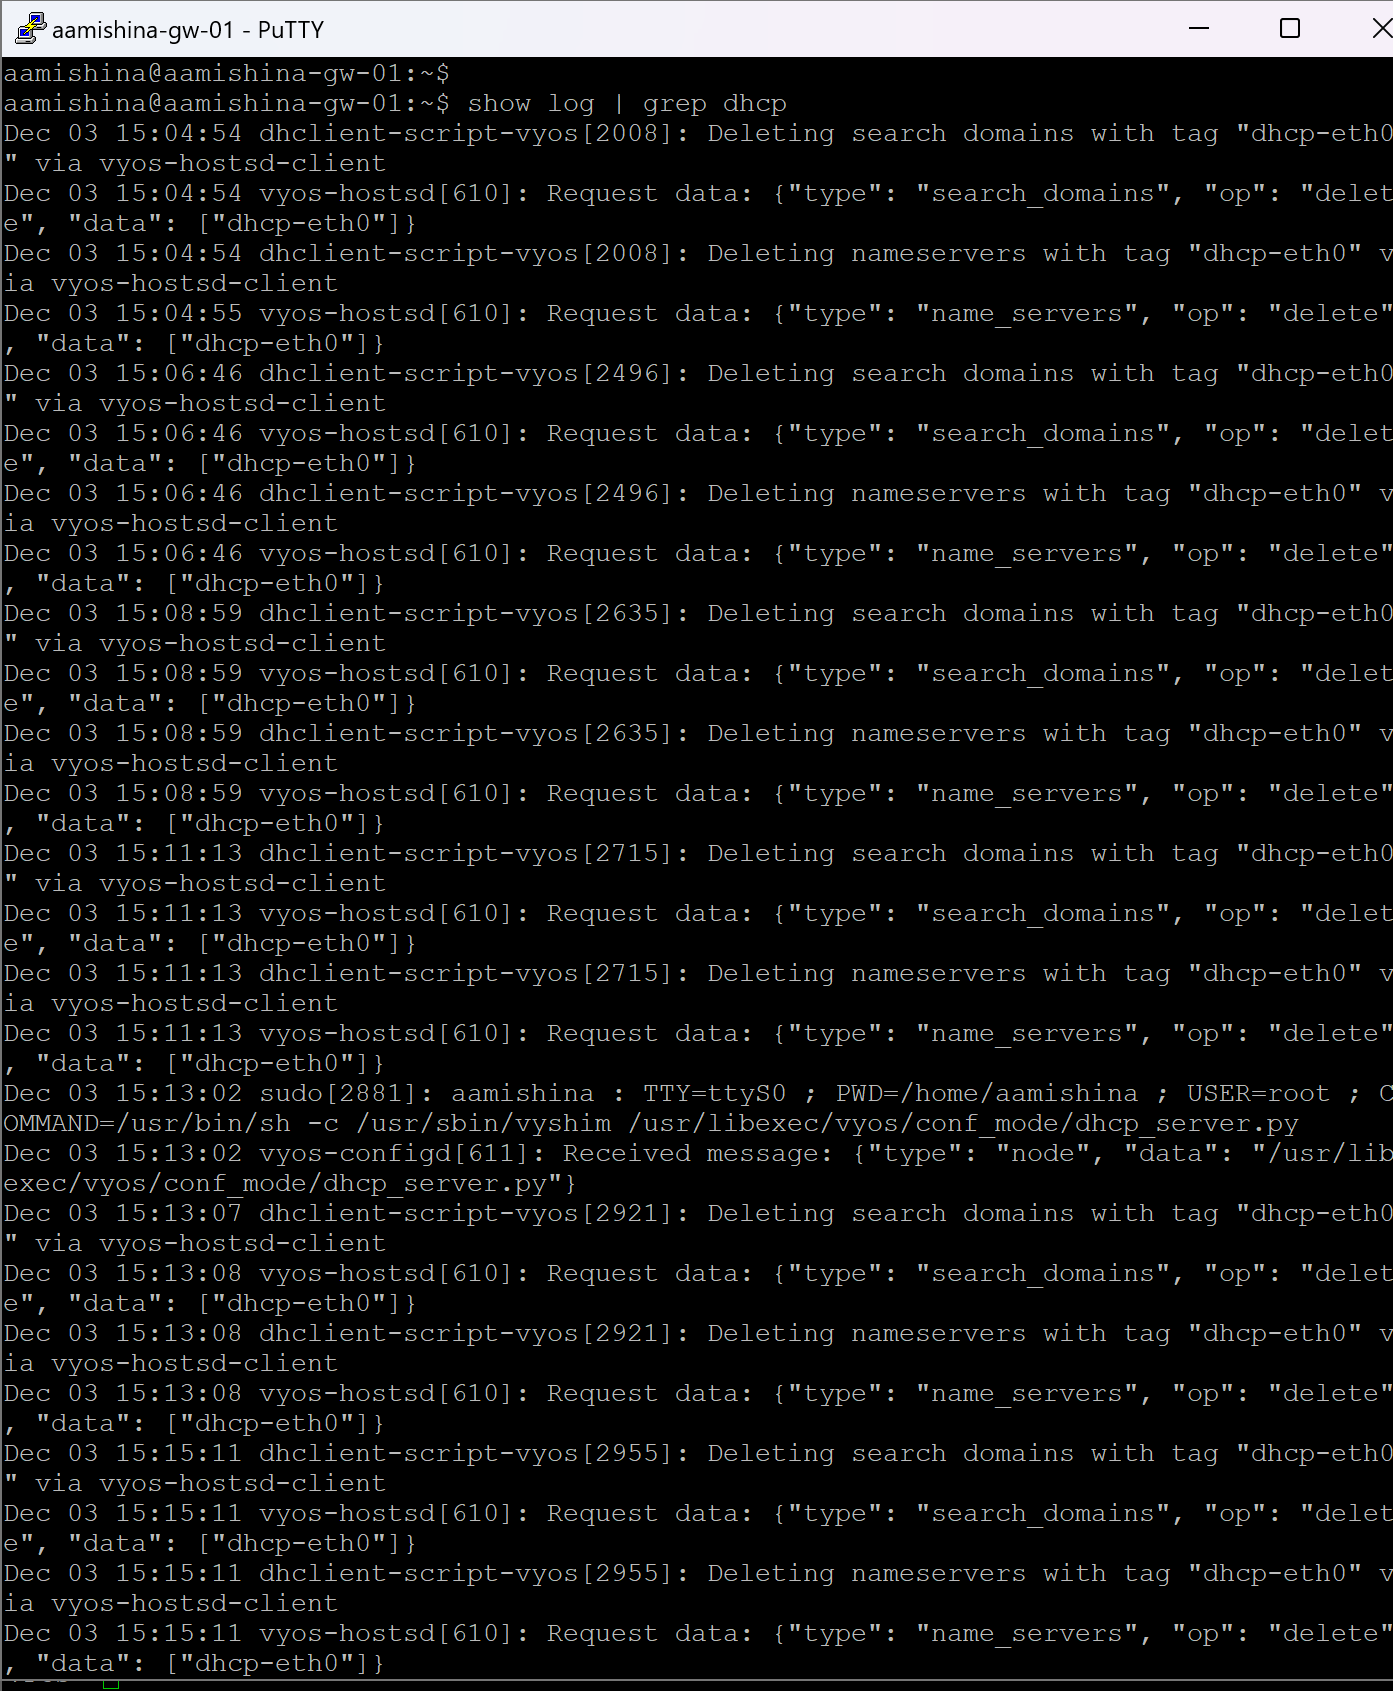 aamishina-gw-01 - PuTTY
aamishina@aamishina-gw-01:~$
aamishina@aamishina-gw-01:~$ show log | grep dhcp
Dec 03 15:04:54 dhclient-script-vyos[2008]: Deleting search domains with tag "dhcp-eth0
" via vyos-hostsd-client
Dec 03 15:04:54 vyos-hostsd[610]: Request data: {"type": "search_domains", "op": "delet
e", "data": ["dhcp-eth0"]}
Dec 03 15:04:54 dhclient-script-vyos[2008]: Deleting nameservers with tag "dhcp-eth0" v
ia vyos-hostsd-client
Dec 03 15:04:55 vyos-hostsd[610]: Request data: {"type": "name_servers", "op": "delete"
, "data": ["dhcp-eth0"]}
Dec 03 15:06:46 dhclient-script-vyos[2496]: Deleting search domains with tag "dhcp-eth0
" via vyos-hostsd-client
Dec 03 15:06:46 vyos-hostsd[610]: Request data: {"type": "search_domains", "op": "delet
e", "data": ["dhcp-eth0"]}
Dec 03 15:06:46 dhclient-script-vyos[2496]: Deleting nameservers with tag "dhcp-eth0" v
ia vyos-hostsd-client
Dec 03 15:06:46 vyos-hostsd[610]: Request data: {"type": "name_servers", "op": "delete"
, "data": ["dhcp-eth0"]}
Dec 03 15:08:59 dhclient-script-vyos[2635]: Deleting search domains with tag "dhcp-eth0
" via vyos-hostsd-client
Dec 03 15:08:59 vyos-hostsd[610]: Request data: {"type": "search_domains", "op": "delet
e", "data": ["dhcp-eth0"]}
Dec 03 15:08:59 dhclient-script-vyos[2635]: Deleting nameservers with tag "dhcp-eth0" v
ia vyos-hostsd-client
Dec 03 15:08:59 vyos-hostsd[610]: Request data: {"type": "name_servers", "op": "delete"
, "data": ["dhcp-eth0"]}
Dec 03 15:11:13 dhclient-script-vyos[2715]: Deleting search domains with tag "dhcp-eth0
" via vyos-hostsd-client
Dec 03 15:11:13 vyos-hostsd[610]: Request data: {"type": "search_domains", "op": "delet
e", "data": ["dhcp-eth0"]}
Dec 03 15:11:13 dhclient-script-vyos[2715]: Deleting nameservers with tag "dhcp-eth0" v
ia vyos-hostsd-client
Dec 03 15:11:13 vyos-hostsd[610]: Request data: {"type": "name_servers", "op": "delete"
, "data": ["dhcp-eth0"]}
Dec 03 15:13:02 sudo[2881]: aamishina : TTY=ttyS0 ; PWD=/home/aamishina ; USER=root ; C
OMMAND=/usr/bin/sh -c /usr/sbin/vyshim /usr/libexec/vyos/conf_mode/dhcp_server.py
Dec 03 15:13:02 vyos-configd[611]: Received message: {"type": "node", "data": "/usr/lib
exec/vyos/conf_mode/dhcp_server.py"}
Dec 03 15:13:07 dhclient-script-vyos[2921]: Deleting search domains with tag "dhcp-eth0
" via vyos-hostsd-client
Dec 03 15:13:08 vyos-hostsd[610]: Request data: {"type": "search_domains", "op": "delet
e", "data": ["dhcp-eth0"]}
Dec 03 15:13:08 dhclient-script-vyos[2921]: Deleting nameservers with tag "dhcp-eth0" v
ia vyos-hostsd-client
Dec 03 15:13:08 vyos-hostsd[610]: Request data: {"type": "name_servers", "op": "delete"
, "data": ["dhcp-eth0"]}
Dec 03 15:15:11 dhclient-script-vyos[2955]: Deleting search domains with tag "dhcp-eth0
" via vyos-hostsd-client
Dec 03 15:15:11 vyos-hostsd[610]: Request data: {"type": "search_domains", "op": "delet
e", "data": ["dhcp-eth0"]}
Dec 03 15:15:11 dhclient-script-vyos[2955]: Deleting nameservers with tag "dhcp-eth0" v
ia vyos-hostsd-client
Dec 03 15:15:11 vyos-hostsd[610]: Request data: {"type": "name_servers", "op": "delete"
, "data": ["dhcp-eth0"]}